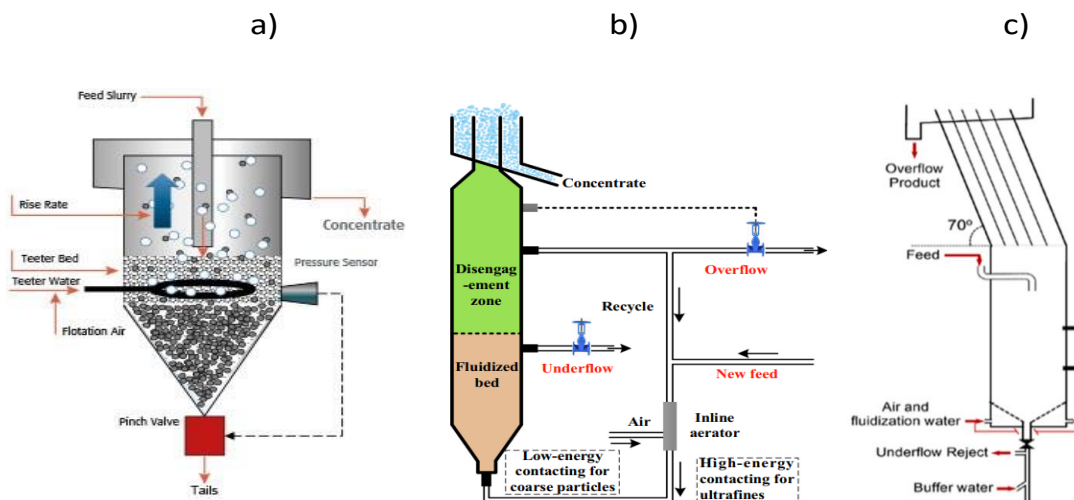 a)
b)
c)
Feed Slurry
Rise Rate
Concentrate
Teeter Bed
Pressure Sensor
Teeter Water
Flotation Air
Pinch Valve
Tails
Concentrate
Disengag
-ement
zone
Overflow
Recycle
Fluidized
bed
Underflow
New feed
Air
Inline
aerator
Low-energy
contacting for
coarse particles
High-energy
contacting for
ultrafines
Overflow
Product
70°
Feed
Air and
fluidization water
Underflow Reject
Buffer water